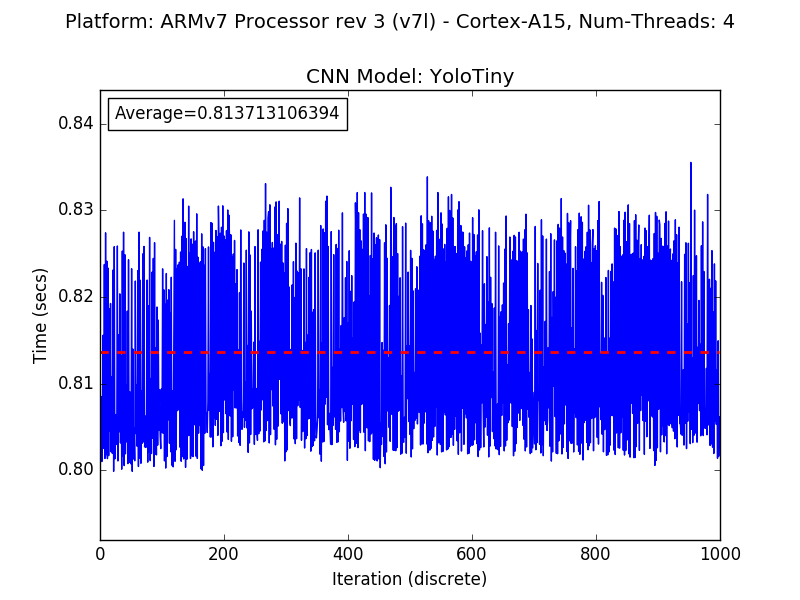 Platform: ARMv7 Processor rev 3 (v7l) - Cortex-A15, Num-Threads: 4
CNN Model: YoloTiny
Average=0.813713106394
0.84
0.83
0.82
0.81
0.80
Time (secs)
0 200 400 600 800 1000
Iteration (discrete)